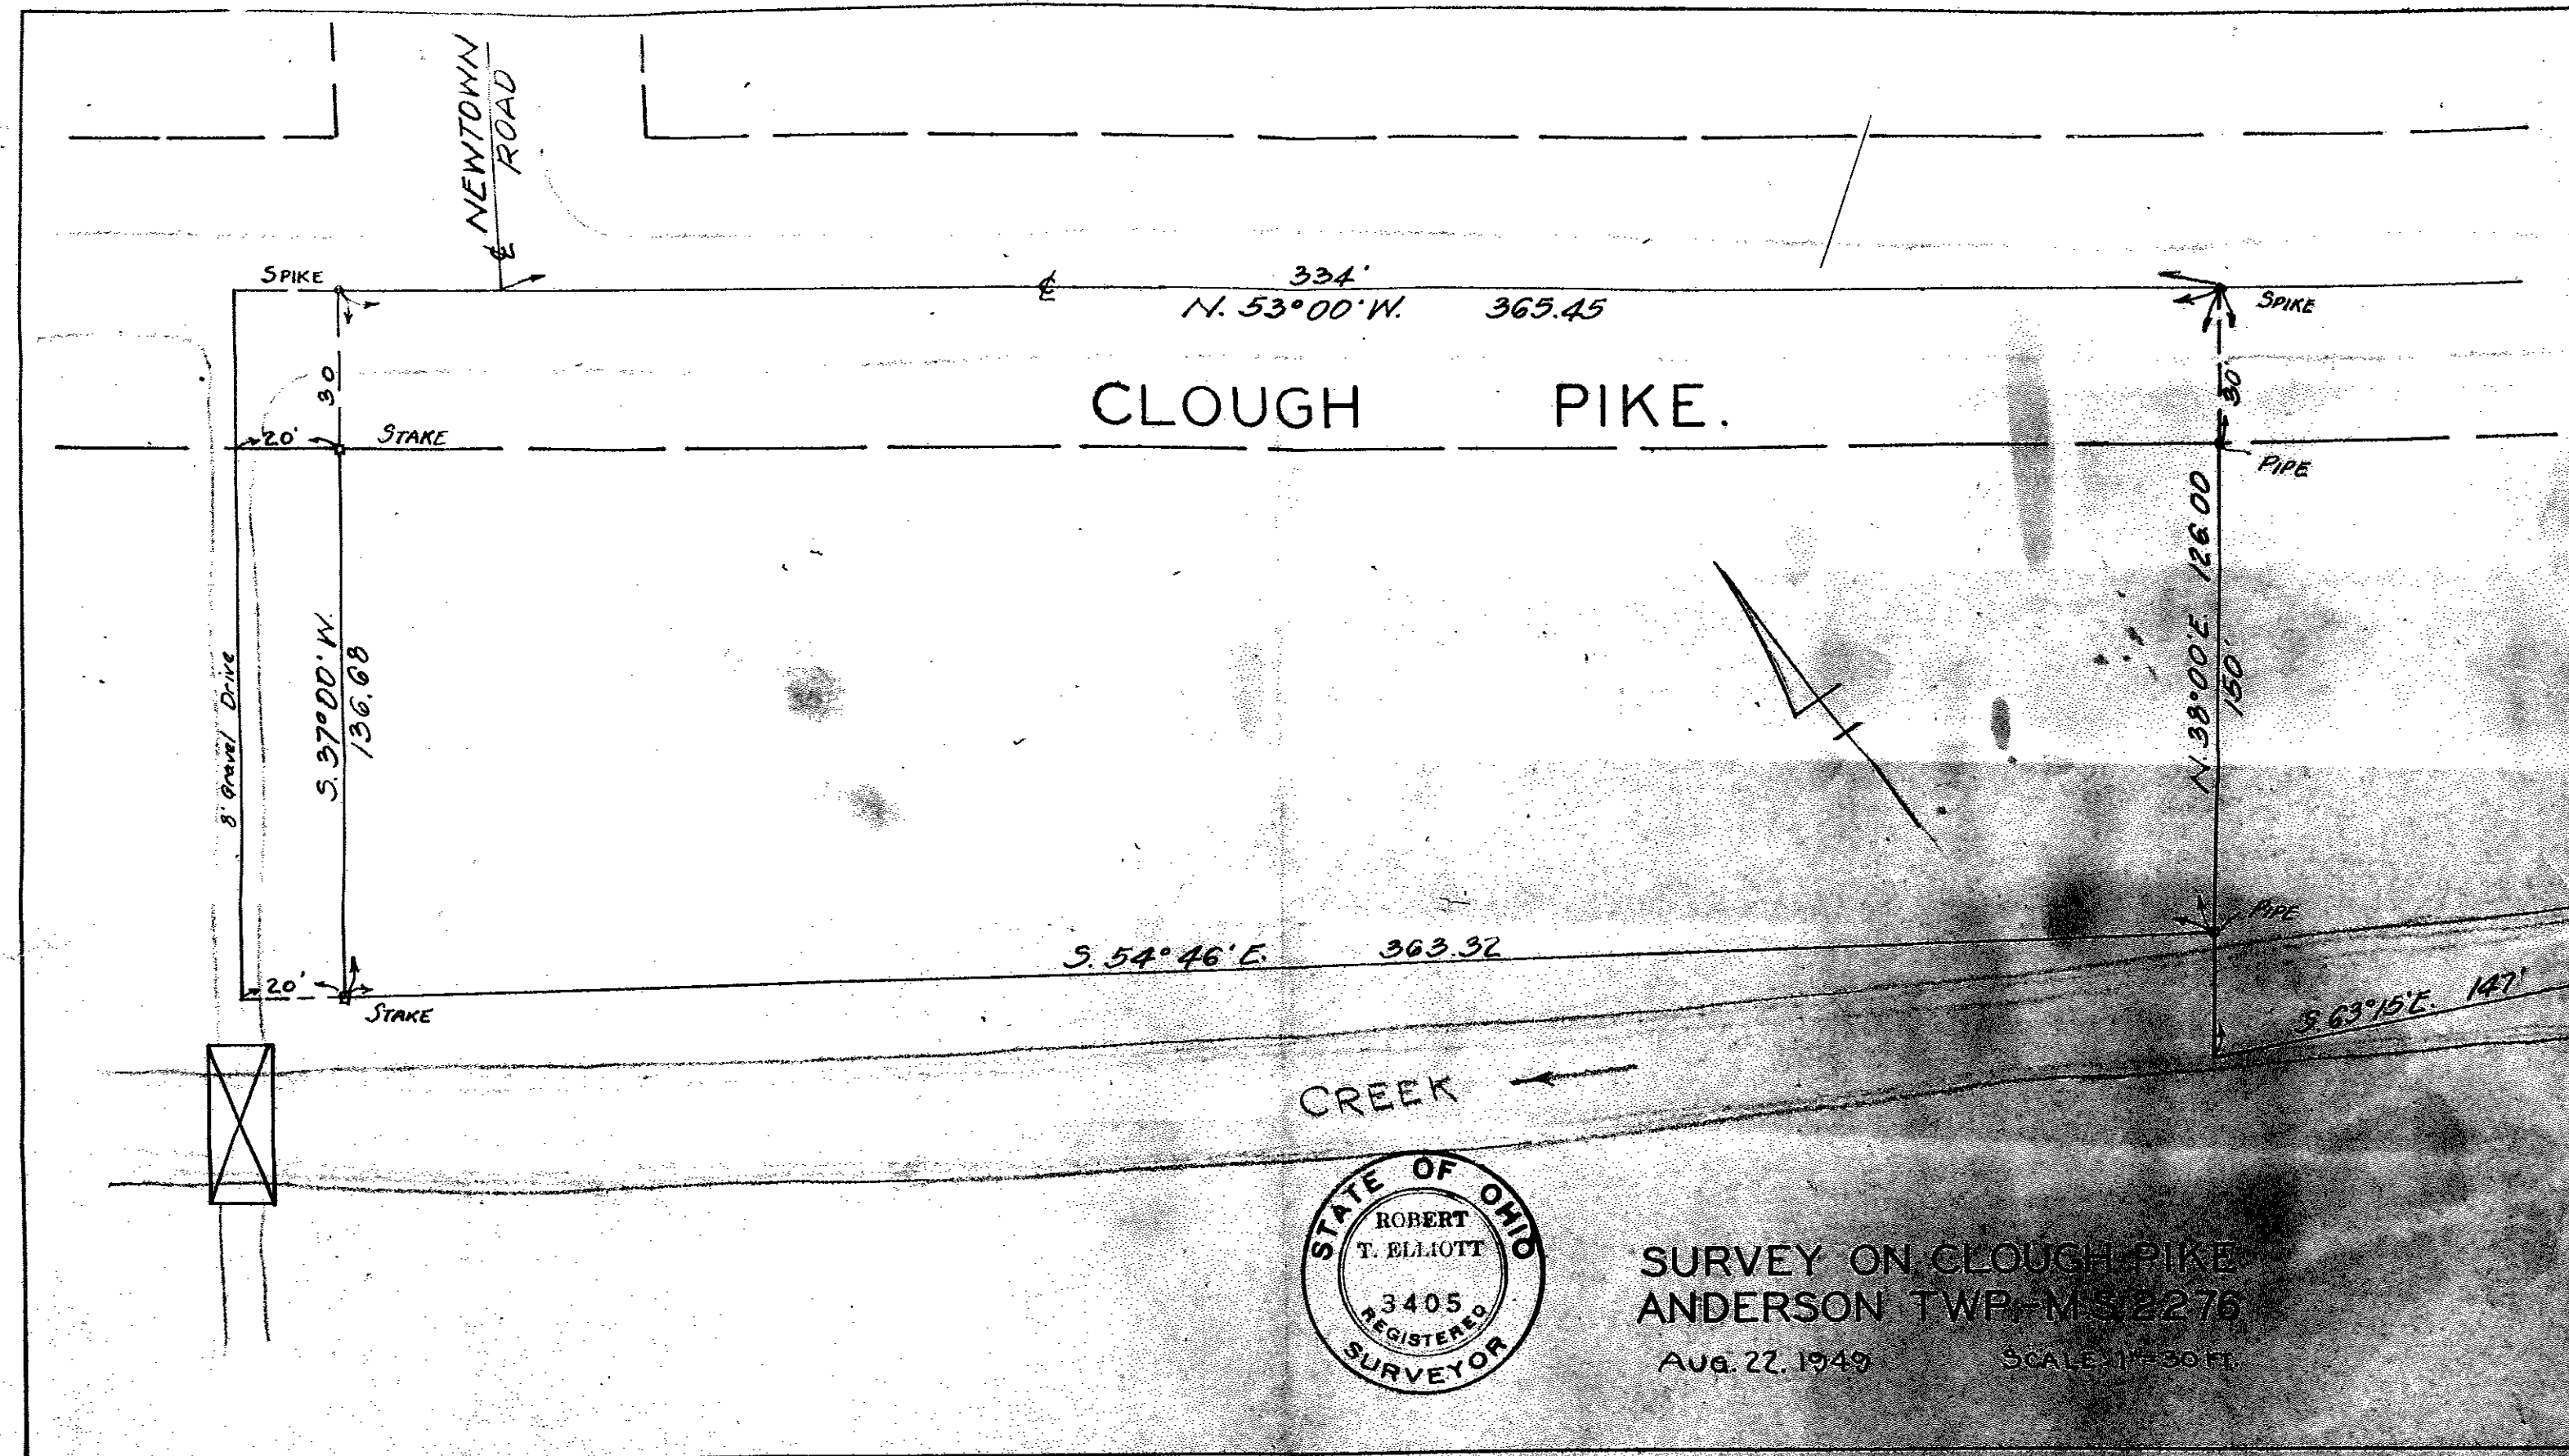 NEWTOWN
ROAD
℄
SPIKE
℄
334'
N. 53°00' W. 365.45
SPIKE
30
30'
CLOUGH PIKE.
20'
STAKE
PIPE
S. 37°00' W.
136.68
8' Gravel Drive
N. 38°00' E. 126.00
150'
S. 54°46' E. 363.32
PIPE
20'
STAKE
S. 63°15' E. 147'
CREEK
STATE OF OHIO
ROBERT
T. ELLIOTT
3405
REGISTERED
SURVEYOR
SURVEY ON CLOUGH PIKE
ANDERSON TWP.-M.S. 2276
AUG. 22, 1949 SCALE: 1"=30 FT.